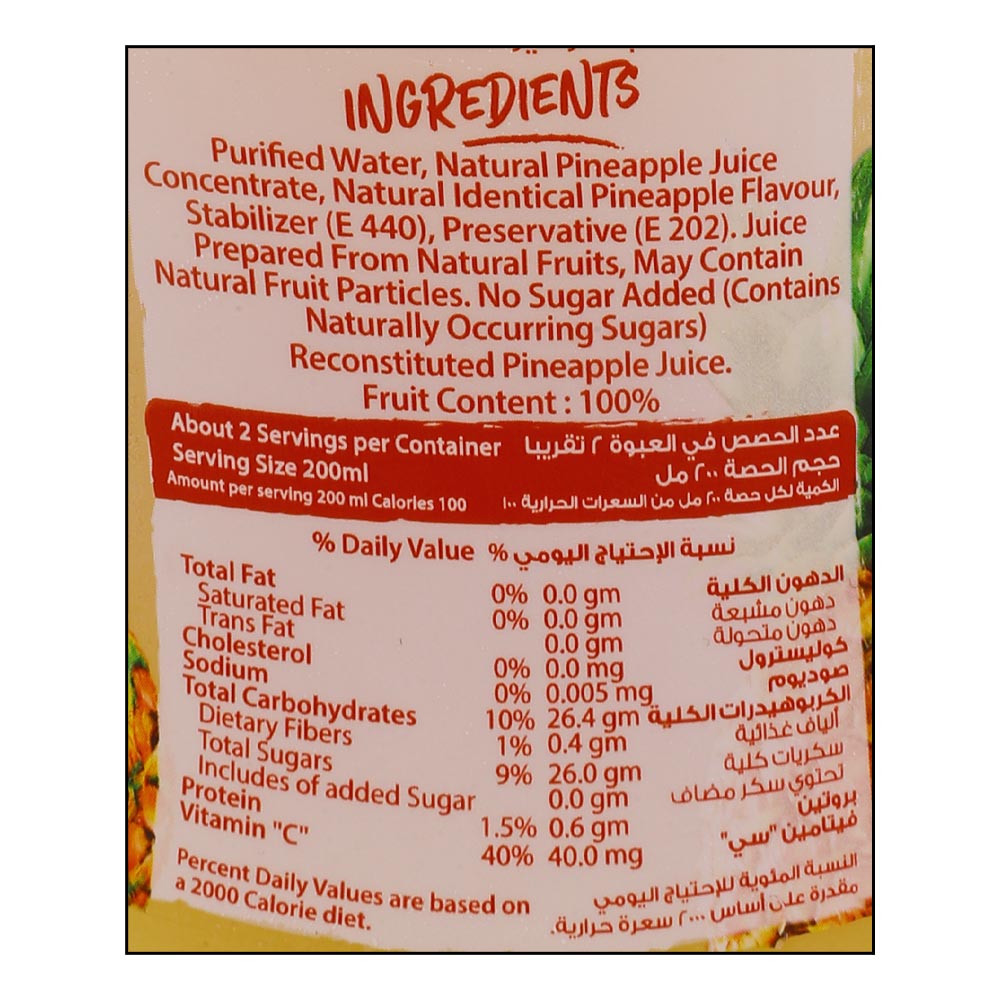 INGREDIENTS
Purified Water, Natural Pineapple Juice
Concentrate, Natural Identical Pineapple Flavour,
Stabilizer (E 440), Preservative (E 202). Juice
Prepared From Natural Fruits, May Contain
Natural Fruit Particles. No Sugar Added (Contains
Naturally Occurring Sugars)
Reconstituted Pineapple Juice.
Fruit Content : 100%
About 2 Servings per Container عدد الحصص في العبوة ٢ تقريبا
Serving Size 200ml حجم الحصة ٢٠٠ مل
Amount per serving 200 ml Calories 100 الكمية لكل حصة ٢٠٠ مل من السعرات الحرارية ١٠٠
% Daily Value % نسبة الإحتياج اليومي
Total Fat 0% 0.0 gm الدهون الكلية
Saturated Fat 0% 0.0 gm دهون مشبعة
Trans Fat 0.0 gm دهون متحولة
Cholesterol 0% 0.0 mg كوليسترول
Sodium 0% 0.005 mg صوديوم
Total Carbohydrates 10% 26.4 gm الكربوهيدرات الكلية
Dietary Fibers 1% 0.4 gm ألياف غذائية
Total Sugars 9% 26.0 gm سكريات كلية
Includes of added Sugar 0.0 gm تحتوي سكر مضاف
Protein 1.5% 0.6 gm بروتين
Vitamin "C" 40% 40.0 mg فيتامين "سي"
Percent Daily Values are based on النسبة المئوية للإحتياج اليومي
a 2000 Calorie diet. مقدرة على أساس ٢٠٠٠ سعرة حرارية.